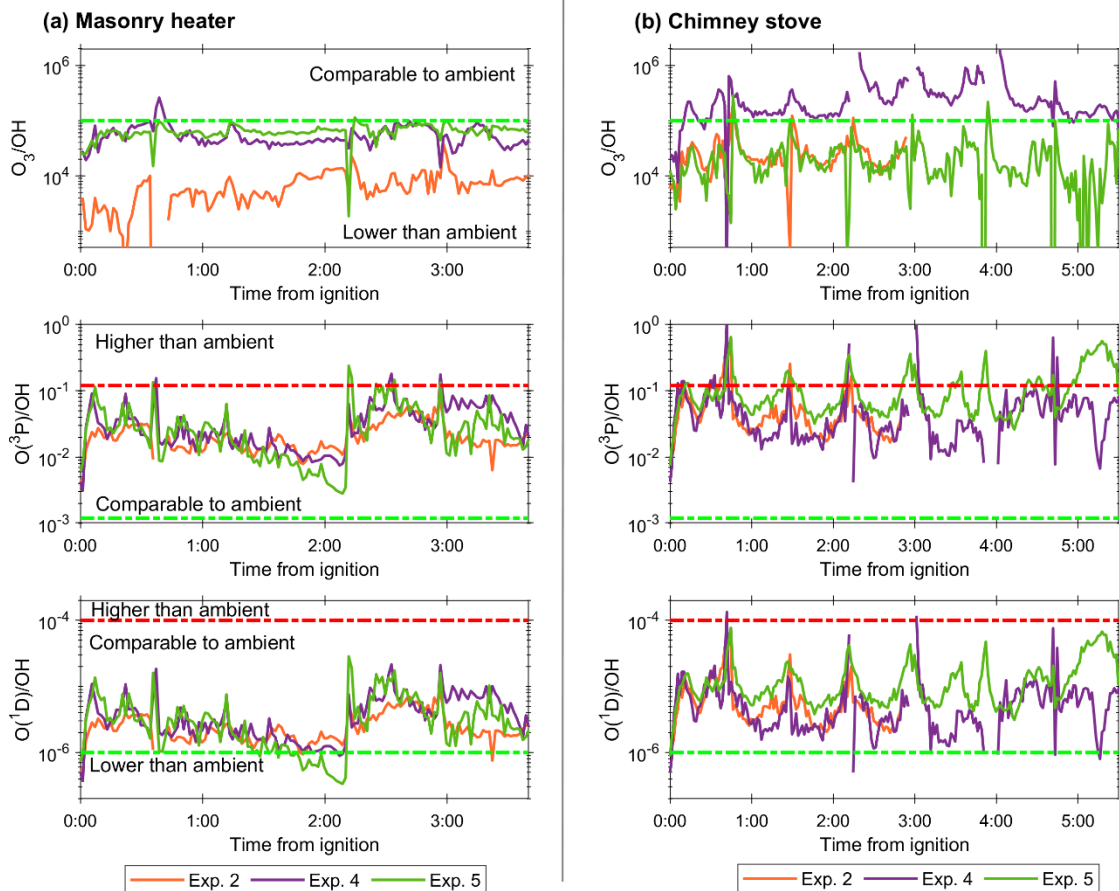 (a) Masonry heater
(b) Chimney stove
O3/OH
10^6
10^4
Comparable to ambient
Lower than ambient
0:00 1:00 2:00 3:00
Time from ignition
O3/OH
10^6
10^4
0:00 1:00 2:00 3:00 4:00 5:00
Time from ignition
O(3P)/OH
10^0
10^-1
10^-2
10^-3
Higher than ambient
Comparable to ambient
0:00 1:00 2:00 3:00
Time from ignition
O(3P)/OH
10^0
10^-1
10^-2
10^-3
0:00 1:00 2:00 3:00 4:00 5:00
Time from ignition
O(1D)/OH
10^-4
10^-6
Higher than ambient
Comparable to ambient
Lower than ambient
0:00 1:00 2:00 3:00
Time from ignition
O(1D)/OH
10^-4
10^-6
0:00 1:00 2:00 3:00 4:00 5:00
Time from ignition
Exp. 2 Exp. 4 Exp. 5
Exp. 2 Exp. 4 Exp. 5